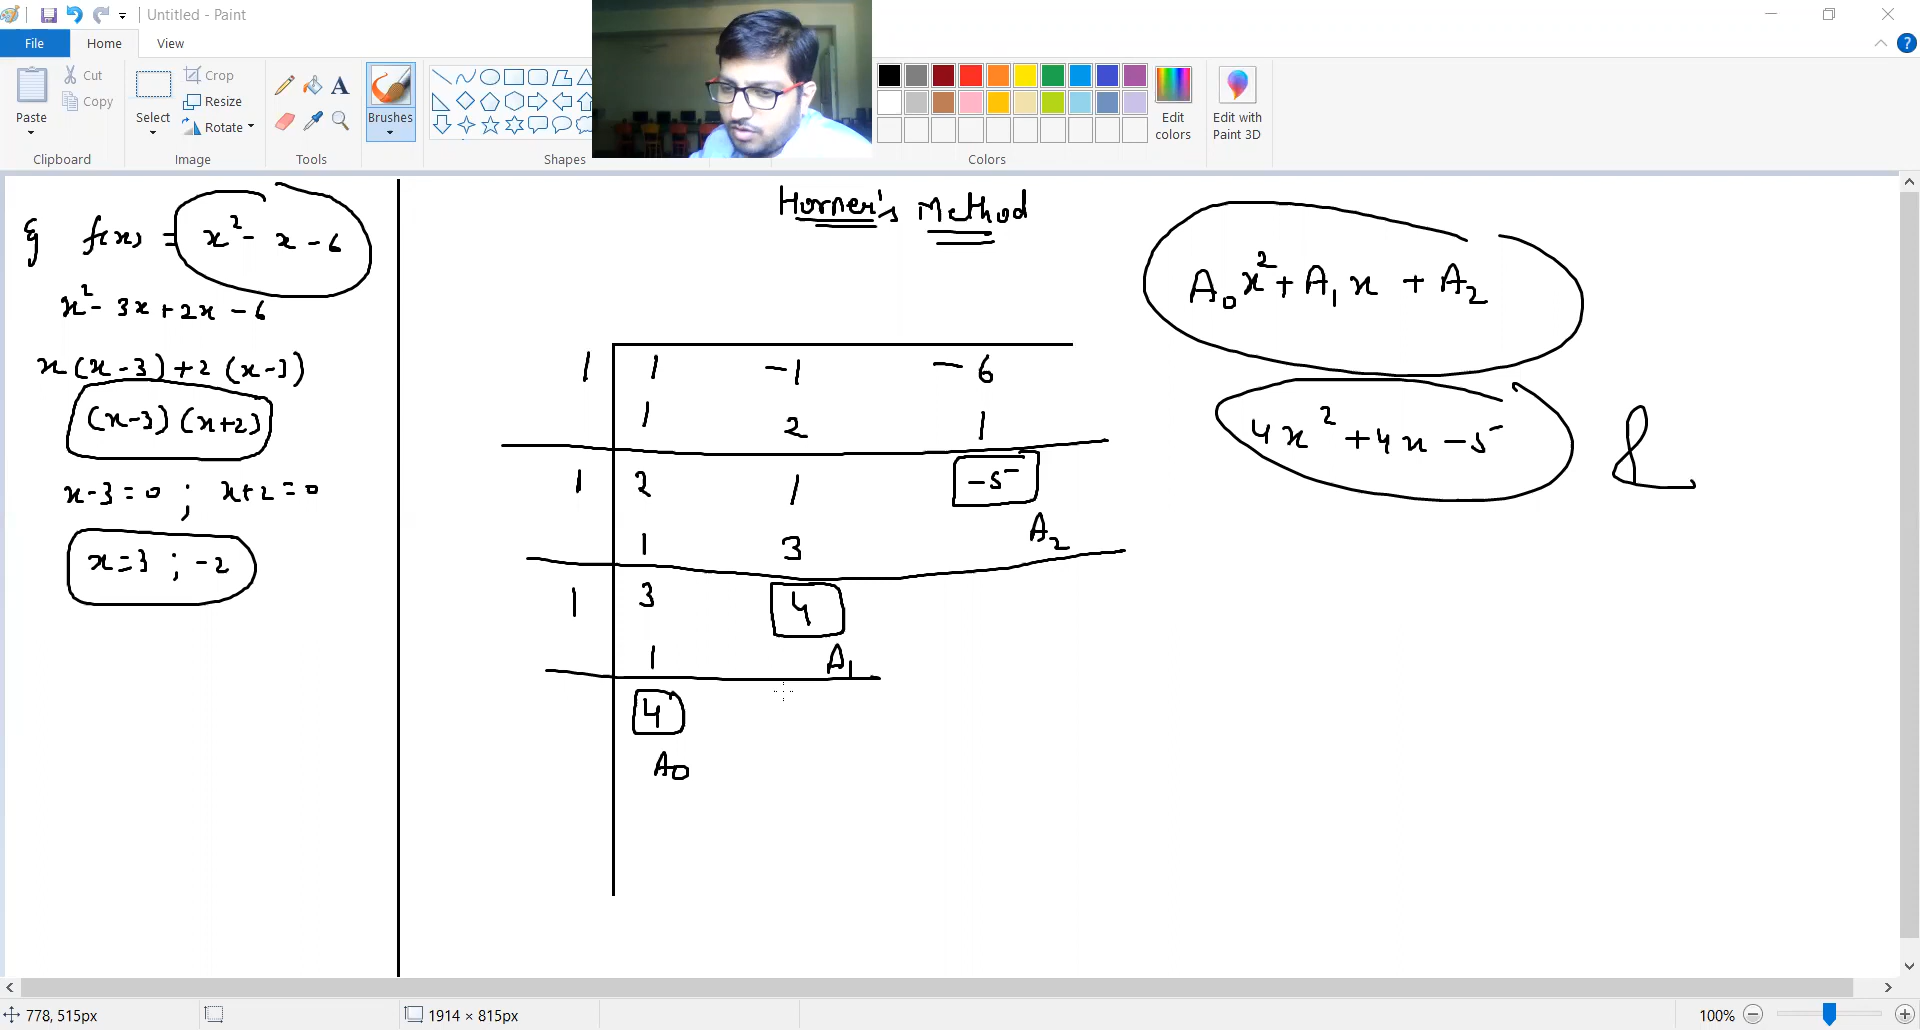 Untitled - Paint
File Home View
Paste Cut Copy
Clipboard
Select Crop Resize Rotate
Image
Tools
Brushes
Shapes
Edit colors
Edit with Paint 3D
Colors
Horner's Method
f(x) = x² - x - 6
x² - 3x + 2x - 6
x (x - 3) + 2 (x - 3)
(x-3) (x+2)
x-3 = 0 ; x+2 = 0
x = 3 ; -2
A₀x² + A₁x + A₂
4x² + 4x - 5
1 1 -1 -6
1 2 1
1 2 1 -5
A₂
1 3
1 3 4
1 A₁
4
A₀
778, 515px
1914 × 815px
100%